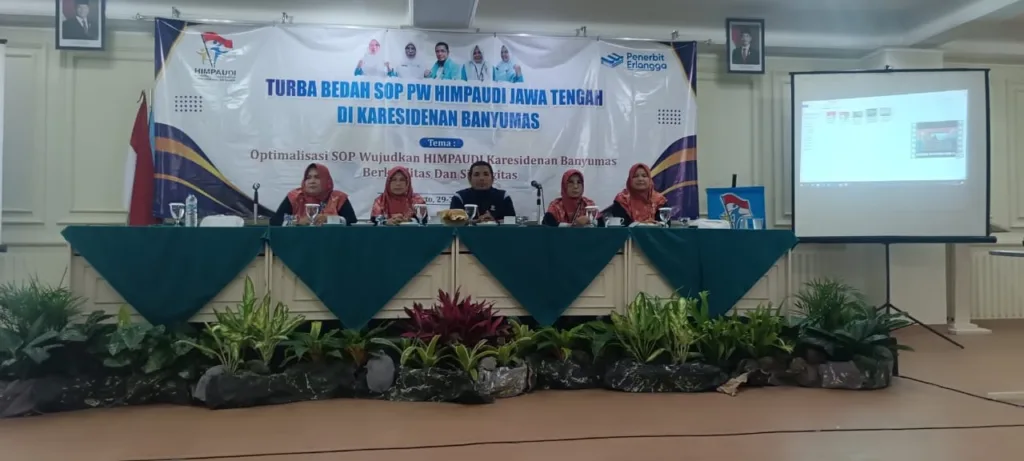 HIMPAUDI
Penerbit
Erlangga
TURBA BEDAH SOP PW HIMPAUDI JAWA TENGAH
DI KARESIDENAN BANYUMAS
Tema :
Optimalisasi SOP Wujudkan HIMPAUDI Karesidenan Banyumas
Dan